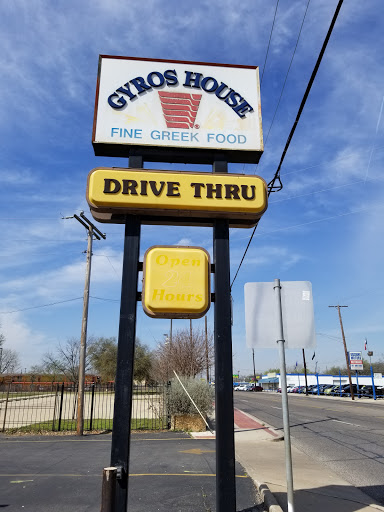 GYROS HOUSE
FINE GREEK FOOD
DRIVE THRU
Open
Hours